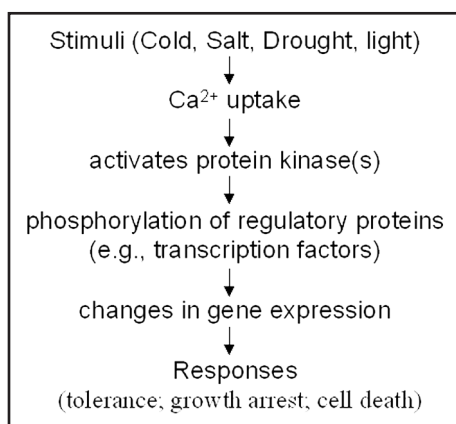 Stimuli (Cold, Salt, Drought, light)
Ca²⁺ uptake
activates protein kinase(s)
phosphorylation of regulatory proteins
(e.g., transcription factors)
changes in gene expression
Responses
(tolerance; growth arrest; cell death)